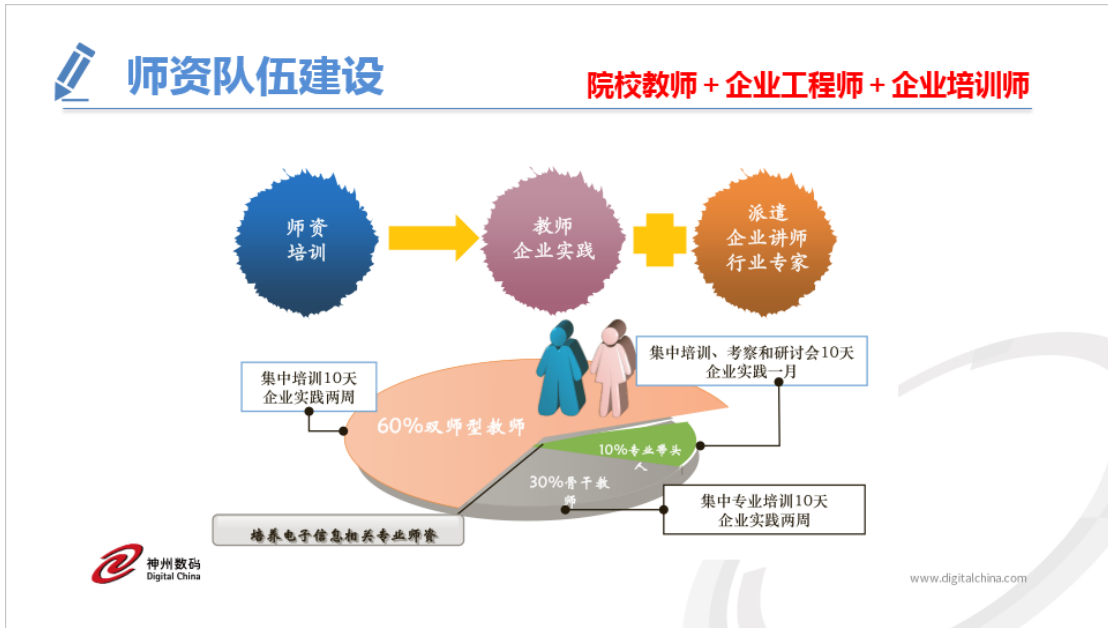 师资队伍建设
院校教师 + 企业工程师 + 企业培训师
师资
培训
教师
企业实践
派遣
企业讲师
行业专家
集中培训、考察和研讨会10天
企业实践一月
集中培训10天
企业实践两周
60%双师型教师
10%专业带头
人
30%骨干教
师
集中专业培训10天
企业实践两周
培养电子信息相关专业师资
神州数码
Digital China
www.digitalchina.com